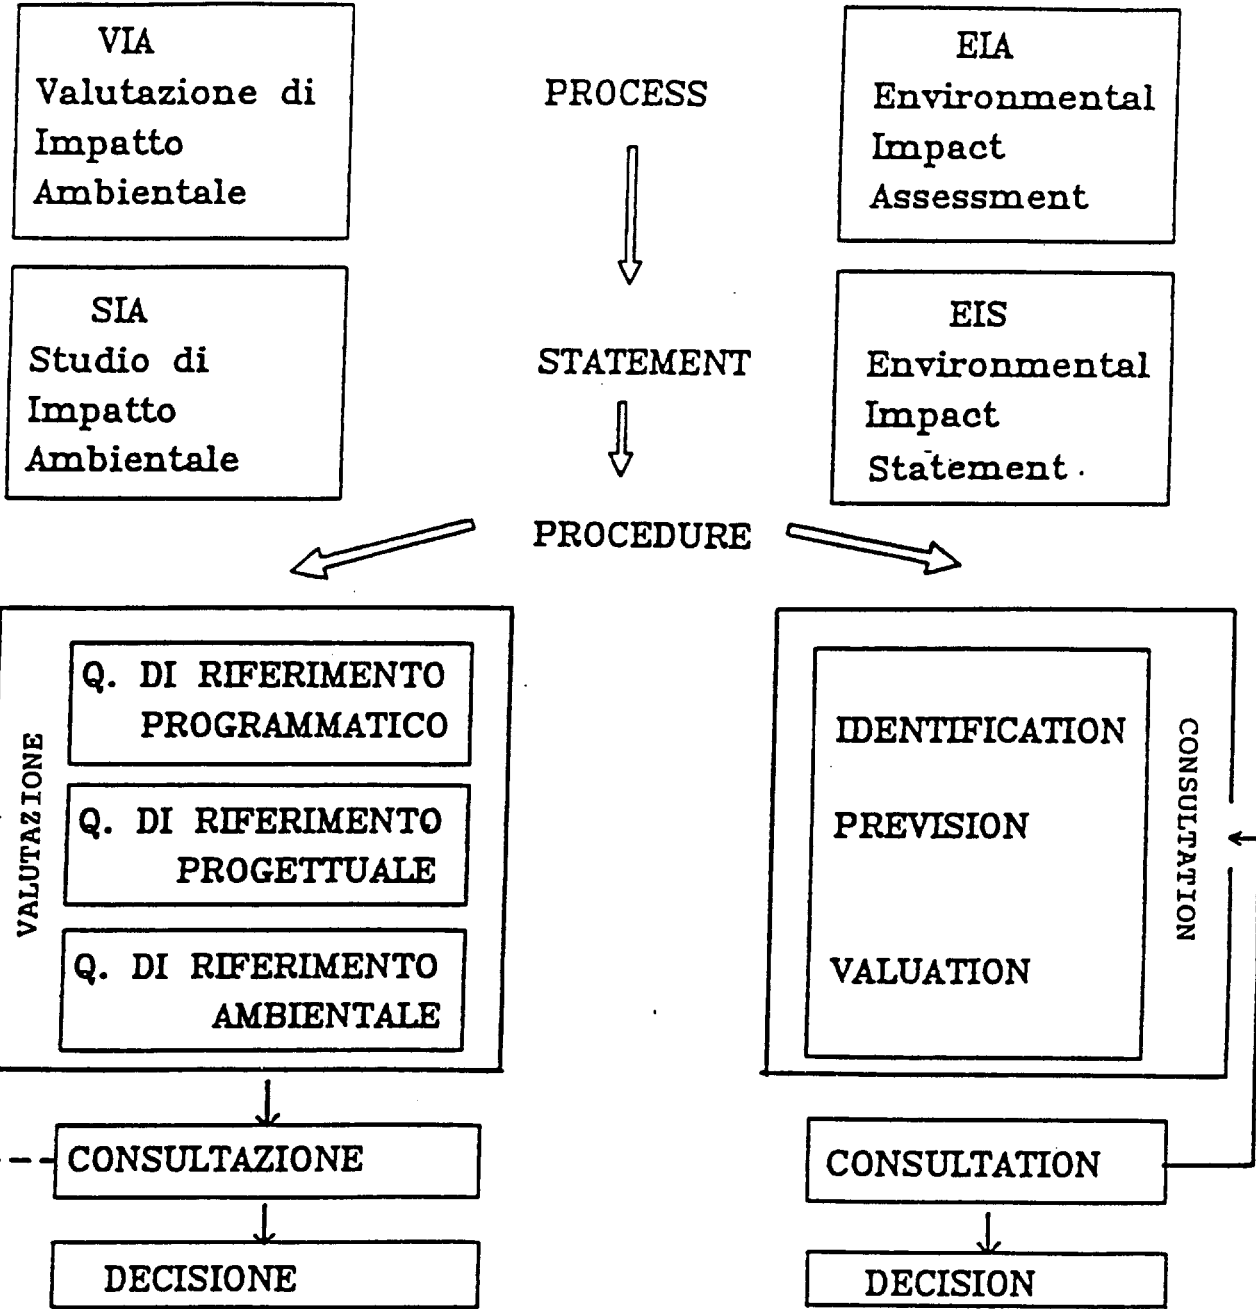 VIA
Valutazione di
Impatto
Ambientale
PROCESS
EIA
Environmental
Impact
Assessment
SIA
Studio di
Impatto
Ambientale
STATEMENT
EIS
Environmental
Impact
Statement
PROCEDURE
VALUTAZIONE
Q. DI RIFERIMENTO
PROGRAMMATICO
Q. DI RIFERIMENTO
PROGETTUALE
Q. DI RIFERIMENTO
AMBIENTALE
CONSULTAZIONE
DECISIONE
IDENTIFICATION
PREVISION
VALUATION
CONSULTATION
CONSULTATION
DECISION